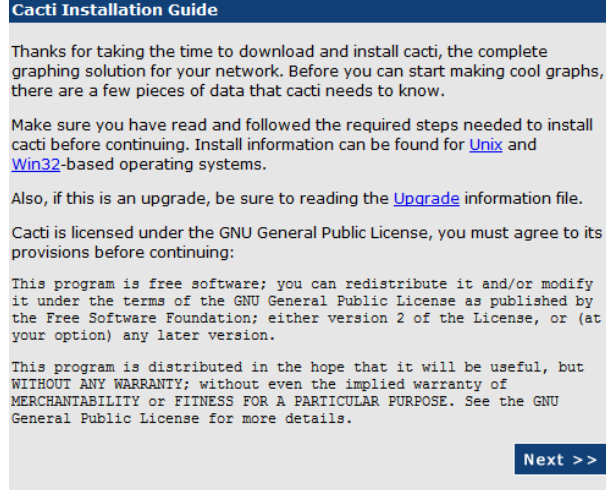 Cacti Installation Guide
Thanks for taking the time to download and install cacti, the complete
graphing solution for your network. Before you can start making cool graphs,
there are a few pieces of data that cacti needs to know.
Make sure you have read and followed the required steps needed to install
cacti before continuing. Install information can be found for Unix and
Win32-based operating systems.
Also, if this is an upgrade, be sure to reading the Upgrade information file.
Cacti is licensed under the GNU General Public License, you must agree to its
provisions before continuing:
This program is free software; you can redistribute it and/or modify
it under the terms of the GNU General Public License as published by
the Free Software Foundation; either version 2 of the License, or (at
your option) any later version.
This program is distributed in the hope that it will be useful, but
WITHOUT ANY WARRANTY; without even the implied warranty of
MERCHANTABILITY or FITNESS FOR A PARTICULAR PURPOSE. See the GNU
General Public License for more details.
Next >>